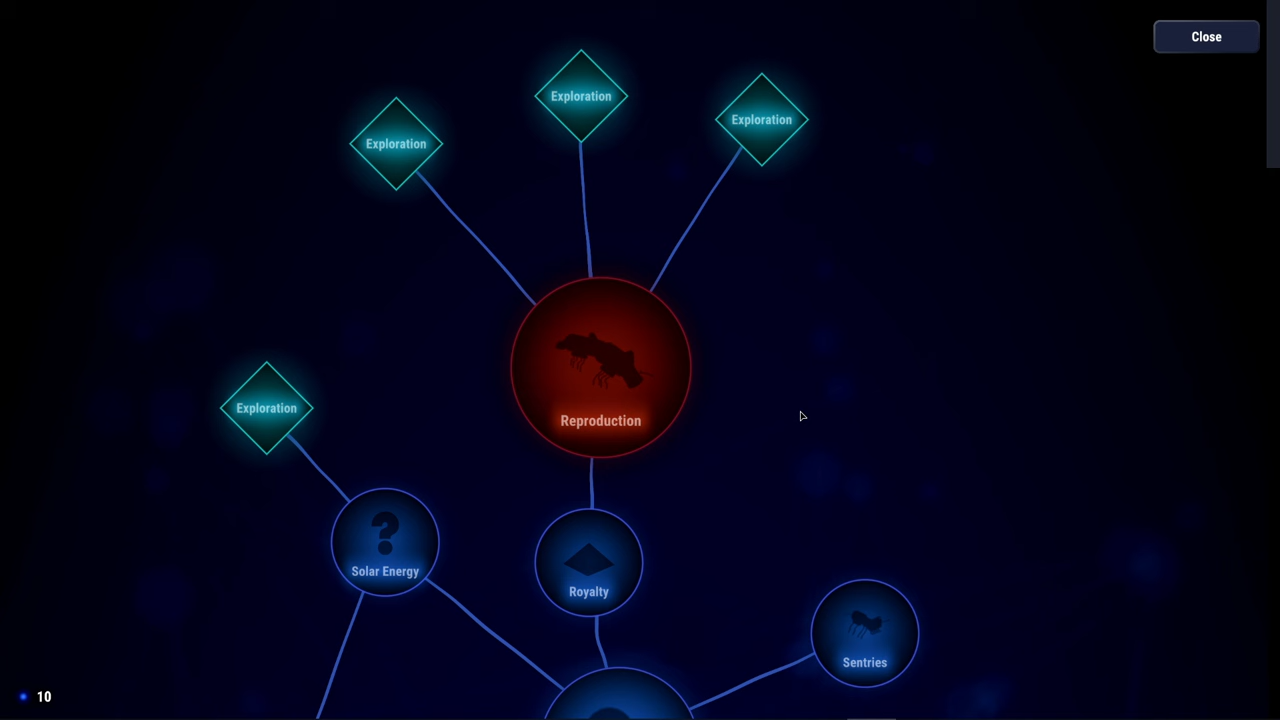 Close
Exploration
Exploration
Exploration
Reproduction
Exploration
?
Solar Energy
Royalty
Sentries
10